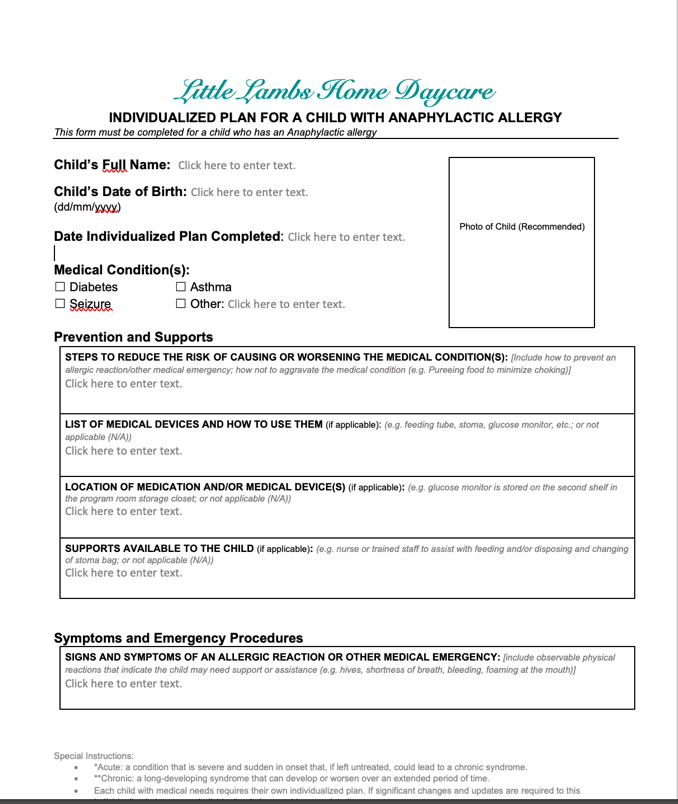 Little Lambs Home Daycare
INDIVIDUALIZED PLAN FOR A CHILD WITH ANAPHYLACTIC ALLERGY
This form must be completed for a child who has an Anaphylactic allergy
Child's Full Name: Click here to enter text.
Child's Date of Birth: Click here to enter text.
(dd/mm/yyyy)
Photo of Child (Recommended)
Date Individualized Plan Completed: Click here to enter text.
Medical Condition(s):
☐ Diabetes ☐ Asthma
☐ Seizure ☐ Other: Click here to enter text.
Prevention and Supports
STEPS TO REDUCE THE RISK OF CAUSING OR WORSENING THE MEDICAL CONDITION(S): [Include how to prevent an
allergic reaction/other medical emergency; how not to aggravate the medical condition (e.g. Pureeing food to minimize choking)]
Click here to enter text.
LIST OF MEDICAL DEVICES AND HOW TO USE THEM (if applicable): (e.g. feeding tube, stoma, glucose monitor, etc.; or not
applicable (N/A))
Click here to enter text.
LOCATION OF MEDICATION AND/OR MEDICAL DEVICE(S) (if applicable): (e.g. glucose monitor is stored on the second shelf in
the program room storage closet; or not applicable (N/A))
Click here to enter text.
SUPPORTS AVAILABLE TO THE CHILD (if applicable): (e.g. nurse or trained staff to assist with feeding and/or disposing and changing
of stoma bag; or not applicable (N/A))
Click here to enter text.
Symptoms and Emergency Procedures
SIGNS AND SYMPTOMS OF AN ALLERGIC REACTION OR OTHER MEDICAL EMERGENCY: [include observable physical
reactions that indicate the child may need support or assistance (e.g. hives, shortness of breath, bleeding, foaming at the mouth)]
Click here to enter text.
Special Instructions:
• *Acute: a condition that is severe and sudden in onset that, if left untreated, could lead to a chronic syndrome.
• **Chronic: a long-developing syndrome that can develop or worsen over an extended period of time.
• Each child with medical needs requires their own individualized plan. If significant changes and updates are required to this